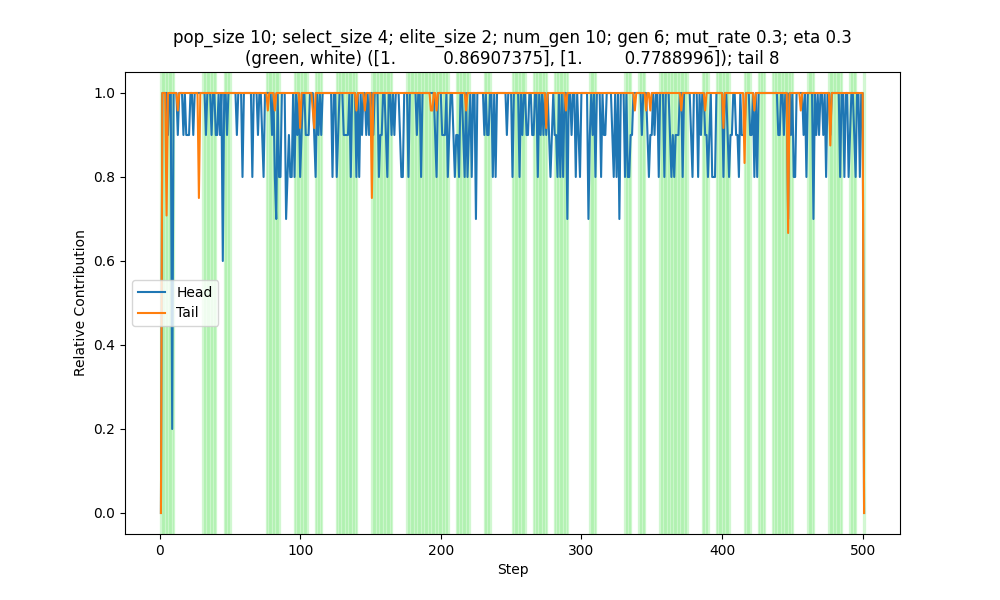 pop_size 10; select_size 4; elite_size 2; num_gen 10; gen 6; mut_rate 0.3; eta 0.3
(green, white) ([1. 0.86907375], [1. 0.7788996]); tail 8
1.0
0.8
0.6
0.4
0.2
0.0
Relative Contribution
Head
Tail
0 100 200 300 400 500
Step